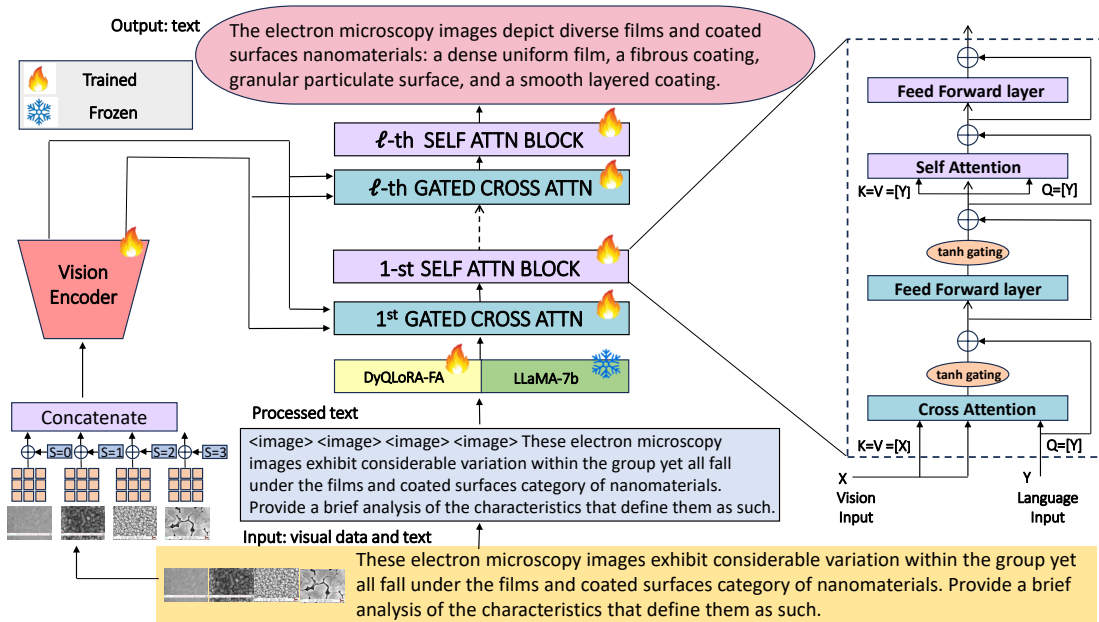 Output: text
The electron microscopy images depict diverse films and coated
surfaces nanomaterials: a dense uniform film, a fibrous coating,
granular particulate surface, and a smooth layered coating.
Trained
Frozen
ℓ-th SELF ATTN BLOCK
ℓ-th GATED CROSS ATTN
1-st SELF ATTN BLOCK
1st GATED CROSS ATTN
DyQLoRA-FA
LLaMA-7b
Vision
Encoder
Concatenate
S=0
S=1
S=2
S=3
Processed text
<image> <image> <image> <image> These electron microscopy
images exhibit considerable variation within the group yet all fall
under the films and coated surfaces category of nanomaterials.
Provide a brief analysis of the characteristics that define them as such.
Input: visual data and text
These electron microscopy images exhibit considerable variation within the group yet
all fall under the films and coated surfaces category of nanomaterials. Provide a brief
analysis of the characteristics that define them as such.
Feed Forward layer
Self Attention
K=V =[Y]
Q=[Y]
tanh gating
Feed Forward layer
tanh gating
Cross Attention
K=V=[X]
Q=[Y]
X
Vision
Input
Y
Language
Input